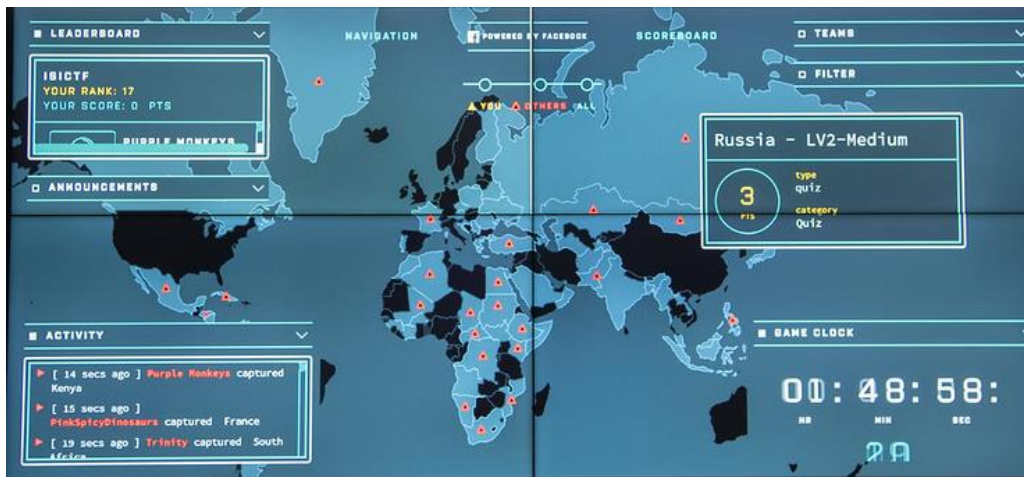 LEADERBOARD
ISICTF
YOUR RANK: 17
YOUR SCORE: 0 PTS
PURPLE MONKEYS
ANNOUNCEMENTS
NAVIGATION
POWERED BY FACEBOOK
SCOREBOARD
YOU OTHERS ALL
TEAMS
FILTER
Russia - LV2-Medium
3
PTS
type
quiz
category
Quiz
ACTIVITY
[ 14 secs ago ] Purple Monkeys captured
Kenya
[ 15 secs ago ]
PinkSpicyDinosaurs captured France
[ 19 secs ago ] Trinity captured South
Africa
GAME CLOCK
01: 48: 58:
HR MIN SEC